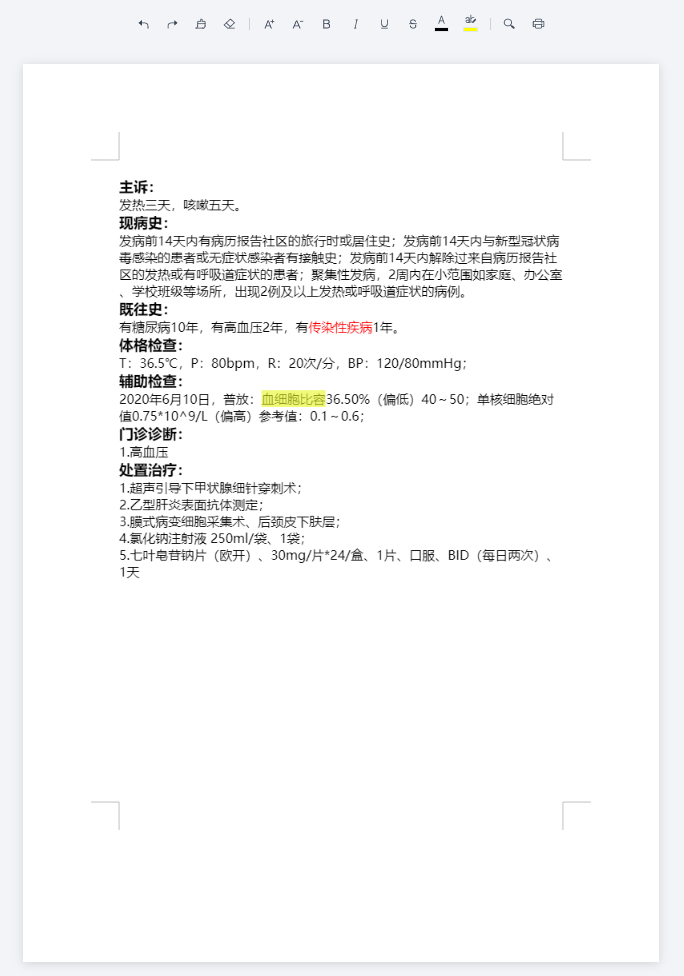 主诉：
发热三天，咳嗽五天。
现病史：
发病前14天内有病历报告社区的旅行时或居住史；发病前14天内与新型冠状病
毒感染的患者或无症状感染者有接触史；发病前14天内解除过来自病历报告社
区的发热或有呼吸道症状的患者；聚集性发病，2周内在小范围如家庭、办公室
、学校班级等场所，出现2例及以上发热或呼吸道症状的病例。
既往史：
有糖尿病10年，有高血压2年，有传染性疾病1年。
体格检查：
T：36.5℃，P：80bpm，R：20次/分，BP：120/80mmHg；
辅助检查：
2020年6月10日，普放：血细胞比容36.50%（偏低）40～50；单核细胞绝对
值0.75*10^9/L（偏高）参考值：0.1～0.6；
门诊诊断：
1.高血压
处置治疗：
1.超声引导下甲状腺细针穿刺术；
2.乙型肝炎表面抗体测定；
3.膜式病变细胞采集术、后颈皮下肤层；
4.氯化钠注射液 250ml/袋、1袋；
5.七叶皂苷钠片（欧开）、30mg/片*24/盒、1片、口服、BID（每日两次）、
1天